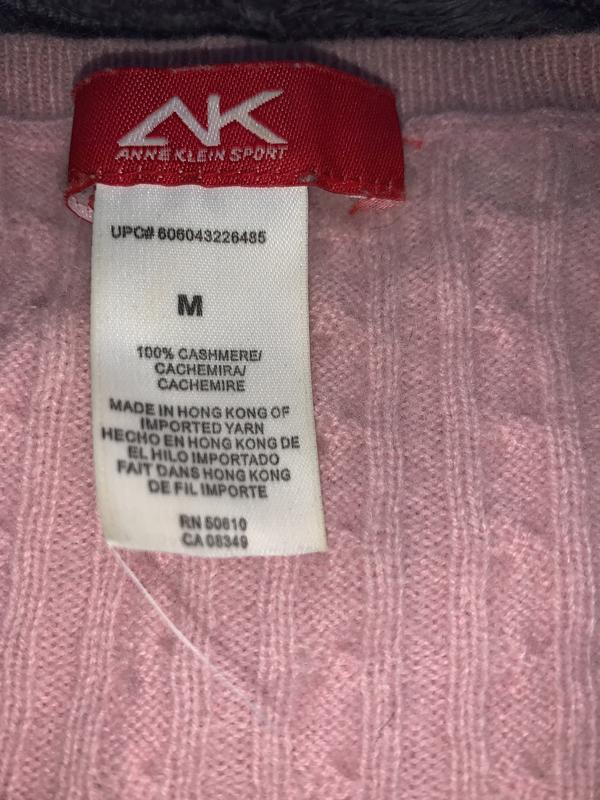 AK
ANNE KLEIN SPORT
UPC# 606043226485
M
100% CASHMERE/
CACHEMIRA/
CACHEMIRE
MADE IN HONG KONG OF
IMPORTED YARN
HECHO EN HONG KONG DE
EL HILO IMPORTADO
FAIT DANS HONG KONG
DE FIL IMPORTE
RN 50610
CA 08349